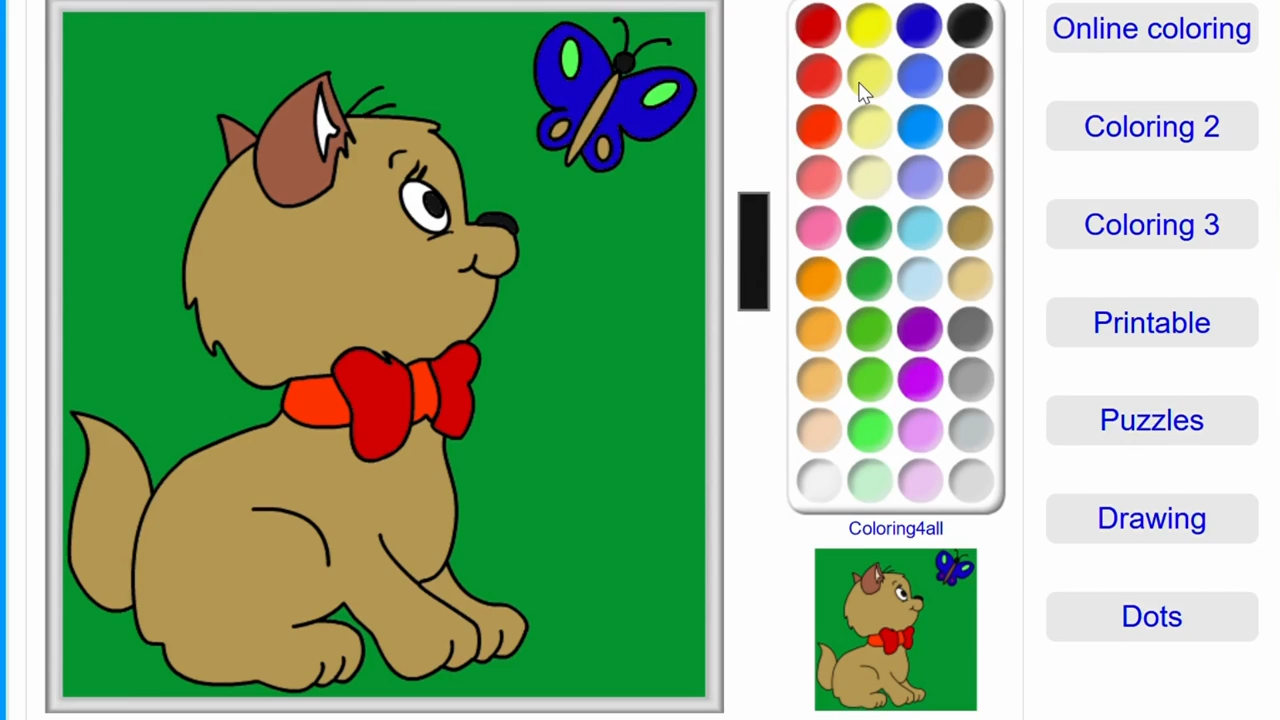 Online coloring
Coloring 2
Coloring 3
Printable
Puzzles
Drawing
Dots
Coloring4all